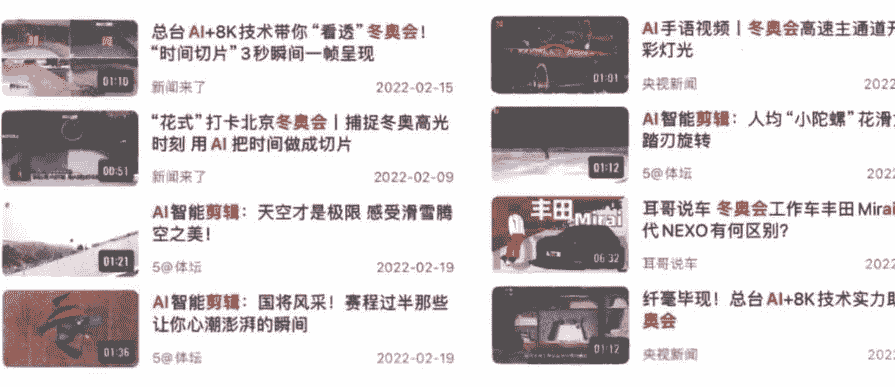 总台AI+8K技术带你“看透”冬奥会!
“时间切片”3秒瞬间一帧呈现
01:10
新闻来了 2022-02-15
“花式”打卡北京冬奥会|捕捉冬奥高光
时刻 用AI 把时间做成切片
00:51
新闻来了 2022-02-09
AI智能剪辑：天空才是极限 感受滑雪腾
空之美！
01:21
5@体坛 2022-02-19
AI智能剪辑：国将风采！赛程过半那些
让你心潮澎湃的瞬间
01:36
5@体坛 2022-02-19
AI手语视频|冬奥会高速主通道
彩灯光
01:01
央视新闻 2022
AI智能剪辑：人均“小陀螺”花滑
踏刃旋转
01:12
5@体坛 202
丰田
Mirai
耳哥说车 冬奥会工作车丰田Mirai
代NEXO有何区别?
06:32
耳哥说车 2022
纤毫毕现！总台AI+8K技术实力
奥会
01:12
央视新闻 202